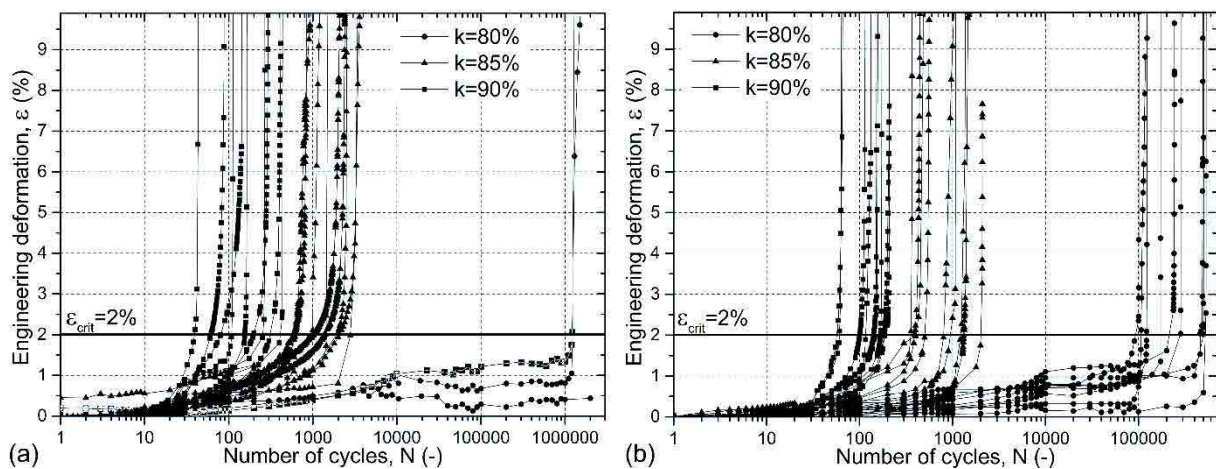 k=80%
k=85%
k=90%
Engineering deformation, ε (%)
9
8
7
6
5
4
3
2
1
0
ε_crit=2%
1 10 100 1000 10000 100000 1000000
(a) Number of cycles, N (-)
k=80%
k=85%
k=90%
Engineering deformation, ε (%)
9
8
7
6
5
4
3
2
1
0
ε_crit=2%
1 10 100 1000 10000 100000
(b) Number of cycles, N (-)